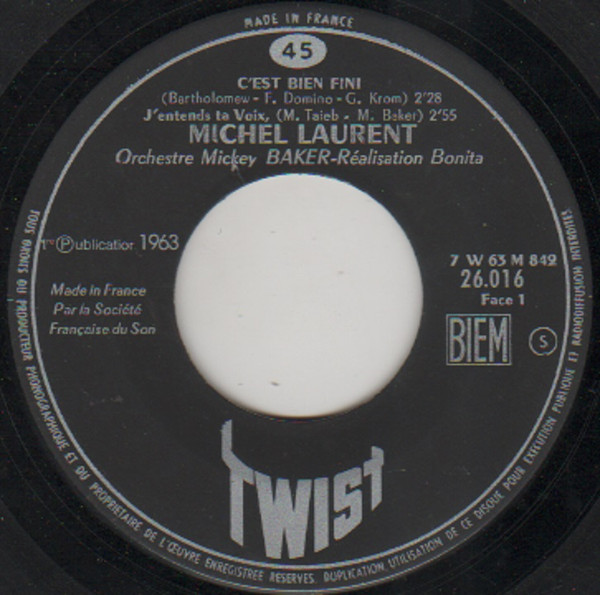 MADE IN FRANCE
45
C'EST BIEN FINI
(Bartholomew - F. Domino - G. Krom) 2'28
J'entends ta Voix, (M. Taieb - M. Baker) 2'55
MICHEL LAURENT
Orchestre Mickey BAKER-Réalisation Bonita
1re Ⓟublication 1963
7 W 63 M 842
26.016
Face 1
Made in France
Par la Société
Française du Son
BIEM
S
TWIST
TOUS DROITS DU PRODUCTEUR PHONOGRAPHIQUE ET DU PROPRIETAIRE DE L'ŒUVRE ENREGISTREE RESERVES. DUPLICATION, UTILISATION DE CE DISQUE POUR EXECUTION PUBLIQUE ET RADIODIFFUSION INTERDITES